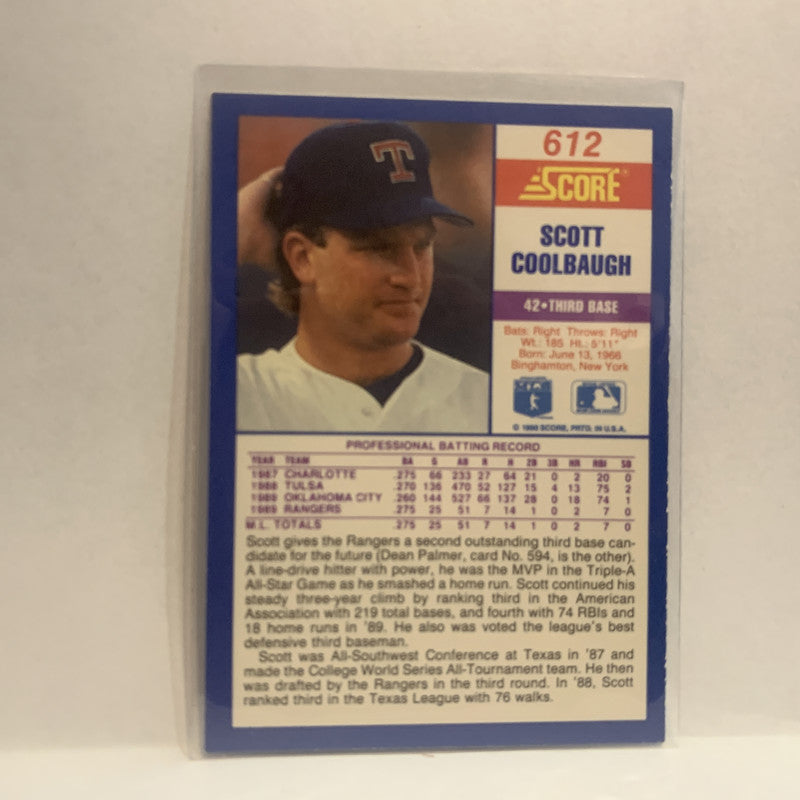 T
612
SCORE
SCOTT
COOLBAUGH
42•THIRD BASE
Bats: Right Throws: Right
Wt.: 185 Ht.: 5'11"
Born: June 13, 1966
Binghamton, New York
© 1990 SCORE, PRTD. IN U.S.A.
PROFESSIONAL BATTING RECORD
YEAR TEAM BA G AB R H 2B 3B HR RBI SB
1987 CHARLOTTE .275 66 233 27 64 21 0 2 20 0
1988 TULSA .270 136 470 52 127 15 4 13 75 2
1989 OKLAHOMA CITY .260 144 527 66 137 28 0 18 74 1
1989 RANGERS .275 25 51 7 14 1 0 2 7 0
M.L. TOTALS .275 25 51 7 14 1 0 2 7 0
Scott gives the Rangers a second outstanding third base can-
didate for the future (Dean Palmer, card No. 594, is the other).
A line-drive hitter with power, he was the MVP in the Triple-A
All-Star Game as he smashed a home run. Scott continued his
steady three-year climb by ranking third in the American
Association with 219 total bases, and fourth with 74 RBIs and
18 home runs in '89. He also was voted the league's best
defensive third baseman.
Scott was All-Southwest Conference at Texas in '87 and
made the College World Series All-Tournament team. He then
was drafted by the Rangers in the third round. In '88, Scott
ranked third in the Texas League with 76 walks.